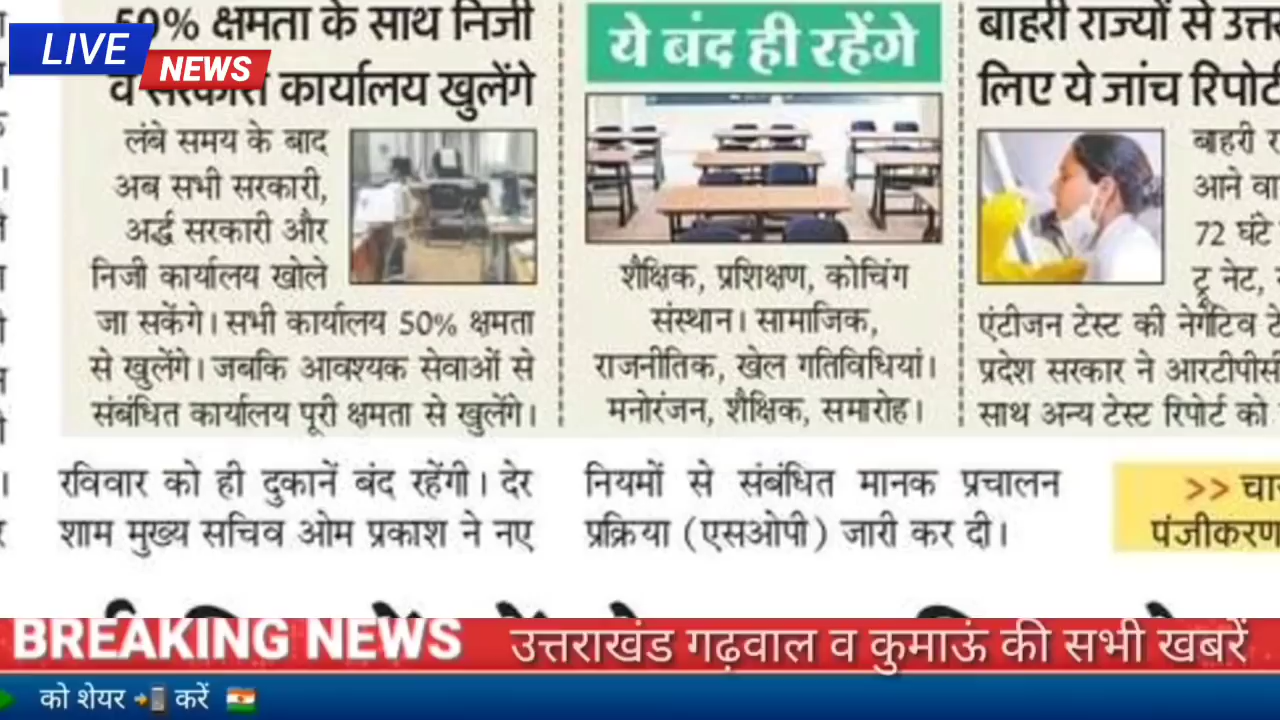 LIVE
NEWS
50% क्षमता के साथ निजी
व सरकारी कार्यालय खुलेंगे
लंबे समय के बाद
अब सभी सरकारी,
अर्द्ध सरकारी और
निजी कार्यालय खोले
जा सकेंगे। सभी कार्यालय 50% क्षमता
से खुलेंगे। जबकि आवश्यक सेवाओं से
संबंधित कार्यालय पूरी क्षमता से खुलेंगे।
ये बंद ही रहेंगे
शैक्षिक, प्रशिक्षण, कोचिंग
संस्थान। सामाजिक,
राजनीतिक, खेल गतिविधियां।
मनोरंजन, शैक्षिक, समारोह।
बाहरी राज्यों से
लिए ये जांच रिपोर्ट
बाहरी
आने
72 घंटे
ट्रू नेट,
एंटीजन टेस्ट की नेगैटिव
प्रदेश सरकार ने आरटीपीसी
साथ अन्य टेस्ट रिपोर्ट को
रविवार को ही दुकानें बंद रहेंगी। देर
शाम मुख्य सचिव ओम प्रकाश ने नए
नियमों से संबंधित मानक प्रचालन
प्रक्रिया (एसओपी) जारी कर दी।
>>
पंजीकरण
BREAKING NEWS उत्तराखंड गढ़वाल व कुमाऊं की सभी खबरें
को शेयर करें